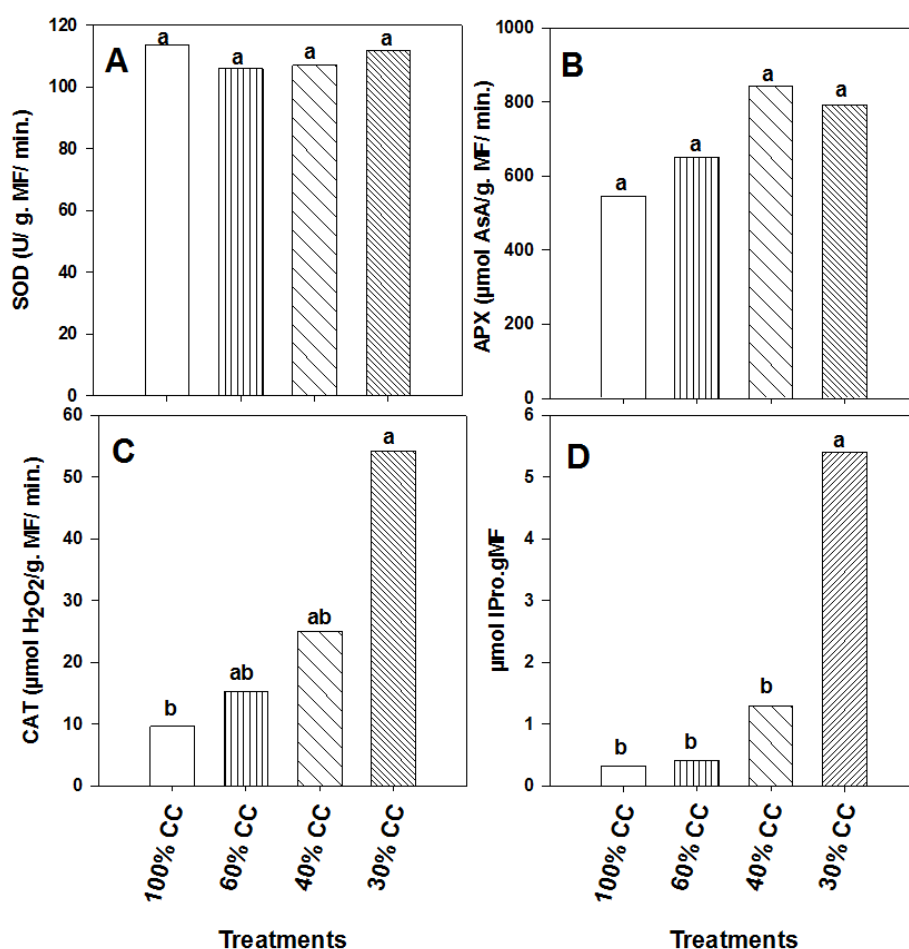 A
SOD (U/ g. MF/ min.)
120
100
80
60
40
20
0
a
a
a
a
B
APX (µmol AsA/g. MF/ min.)
1000
800
600
400
200
0
a
a
a
a
C
CAT (µmol H₂O₂/g. MF/ min.)
60
50
40
30
20
10
0
b
ab
ab
a
100% CC
60% CC
40% CC
30% CC
Treatments
D
µmol lPro.gMF
6
5
4
3
2
1
0
b
b
b
a
100% CC
60% CC
40% CC
30% CC
Treatments